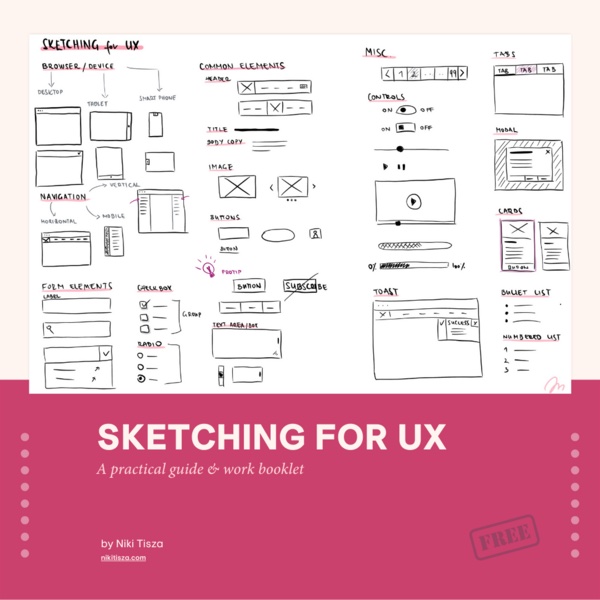 SKETCHING for UX
BROWSER / DEVICE
DESKTOP
TABLET
SMART PHONE
NAVIGATION
VERTICAL
HORIZONTAL
MOBILE
FORM ELEMENTS
LABEL
CHECKBOX
GROUP
RADIO
COMMON ELEMENTS
HEADER
TITLE
BODY COPY
IMAGE
BUTTONS
BUTTON
PROTIP
BUTTON
SUBSCRIBE
TEXT AREA/BOX
MISC
< 1 2 ... ... 99 >
CONTROLS
ON OFF
ON OFF
0%
100%
TOAST
SUCCESS X
TABS
TAB TAB TAB
MODAL
X
CARDS
BUTTON
BULLET LIST
NUMBERED LIST
1
2
3
SKETCHING FOR UX
A practical guide & work booklet
by Niki Tisza
nikitisza.com
FREE